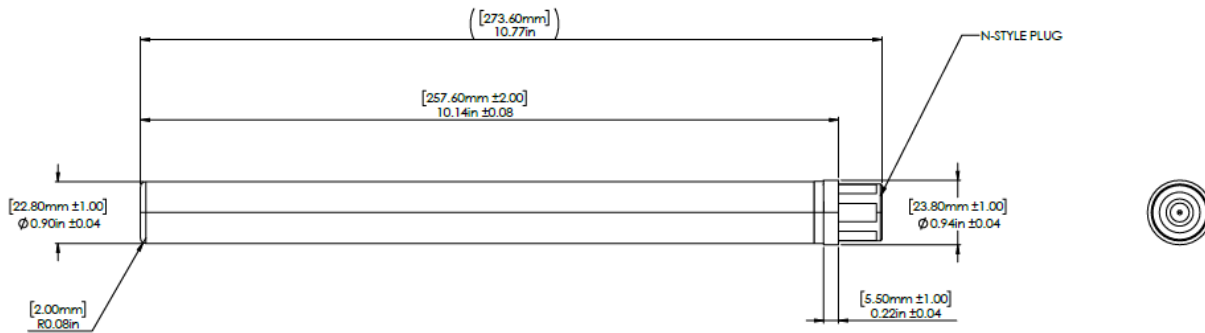 [273.60mm]
10.77in
N-STYLE PLUG
[257.60mm ±2.00]
10.14in ±0.08
[22.80mm ±1.00]
Ø0.90in ±0.04
[23.80mm ±1.00]
Ø0.94in ±0.04
[2.00mm]
R0.08in
[5.50mm ±1.00]
0.22in ±0.04